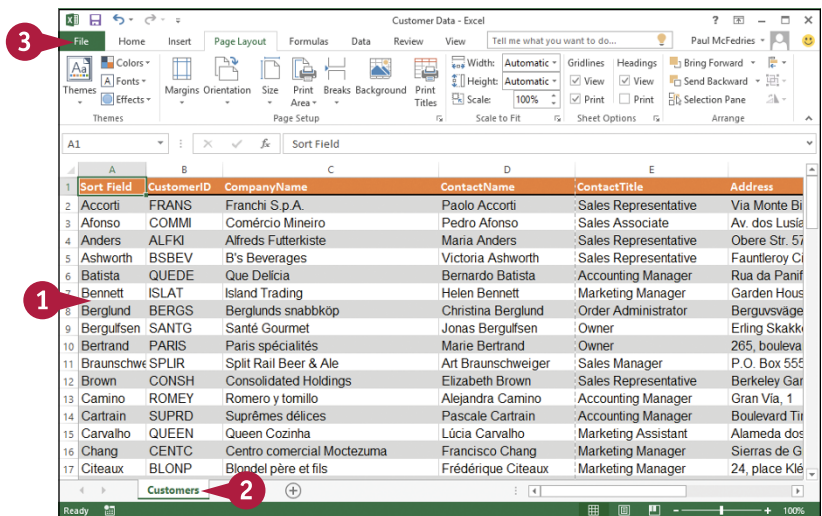 Customer Data - Excel
?
3
File Home Insert Page Layout Formulas Data Review View Tell me what you want to do... Paul McFedries
Aa Colors Width: Automatic Gridlines Headings Bring Forward
A Fonts Height: Automatic View View Send Backward
Themes Effects Margins Orientation Size Print Area Breaks Background Print Titles Scale: 100% Print Print Selection Pane
Themes Page Setup Scale to Fit Sheet Options Arrange
A1 fx Sort Field
A B C D E
1 Sort Field CustomerID CompanyName ContactName ContactTitle Address
2 Accorti FRANS Franchi S.p.A. Paolo Accorti Sales Representative Via Monte Bi
3 Afonso COMMI Comércio Mineiro Pedro Afonso Sales Associate Av. dos Lusía
4 Anders ALFKI Alfreds Futterkiste Maria Anders Sales Representative Obere Str. 57
5 Ashworth BSBEV B's Beverages Victoria Ashworth Sales Representative Fauntleroy Ci
6 Batista QUEDE Que Delícia Bernardo Batista Accounting Manager Rua da Panif
1
7 Bennett ISLAT Island Trading Helen Bennett Marketing Manager Garden Hous
8 Berglund BERGS Berglunds snabbköp Christina Berglund Order Administrator Berguvsväge
9 Bergulfsen SANTG Santé Gourmet Jonas Bergulfsen Owner Erling Skakk
10 Bertrand PARIS Paris spécialités Marie Bertrand Owner 265, bouleva
11 Braunschwe SPLIR Split Rail Beer & Ale Art Braunschweiger Sales Manager P.O. Box 555
12 Brown CONSH Consolidated Holdings Elizabeth Brown Sales Representative Berkeley Gar
13 Camino ROMEY Romero y tomillo Alejandra Camino Accounting Manager Gran Vía, 1
14 Cartrain SUPRD Suprêmes délices Pascale Cartrain Accounting Manager Boulevard Tir
15 Carvalho QUEEN Queen Cozinha Lúcia Carvalho Marketing Assistant Alameda dos
16 Chang CENTC Centro comercial Moctezuma Francisco Chang Marketing Manager Sierras de G
17 Citeaux BLONP Blondel père et fils Frédérique Citeaux Marketing Manager 24, place Klé
Customers 2
Ready 100%